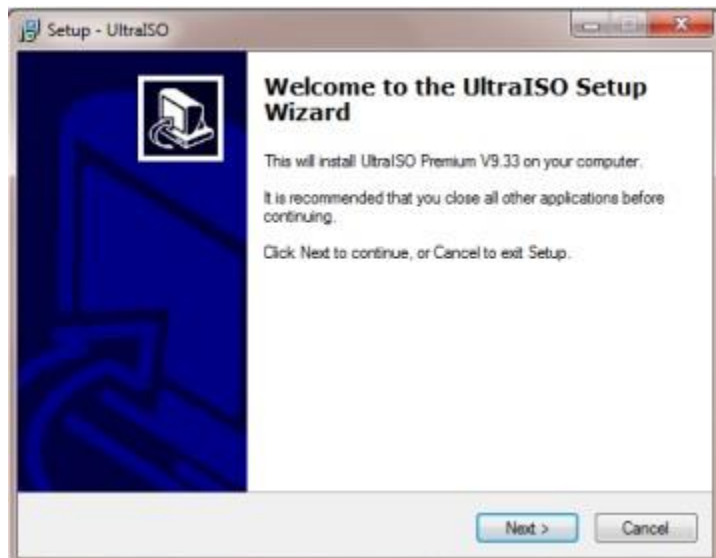 Setup - UltraISO
Welcome to the UltraISO Setup
Wizard
This will install UltraISO Premium V9.33 on your computer.
It is recommended that you close all other applications before
continuing.
Click Next to continue, or Cancel to exit Setup.
Next >
Cancel